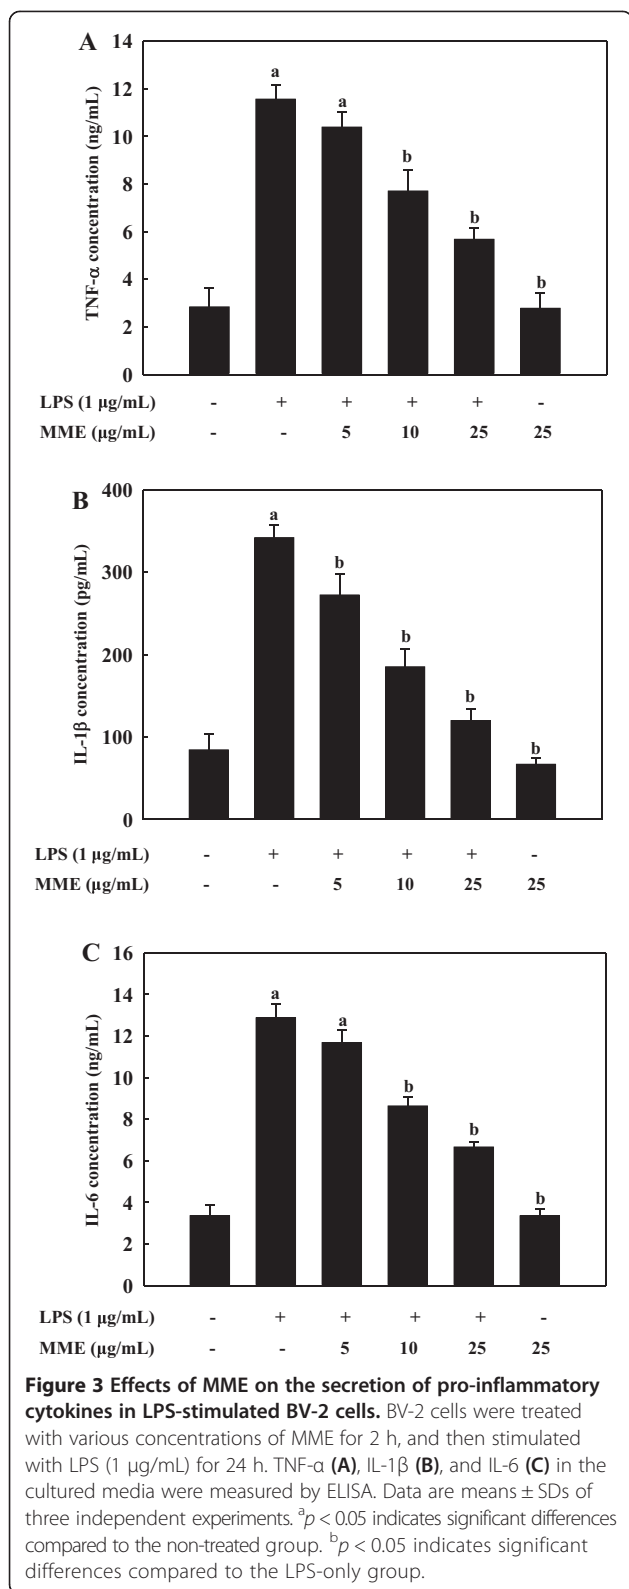 A
14
12
10
8
6
4
2
0
TNF-α concentration (ng/mL)
a
a
b
b
b
LPS (1 μg/mL) - + + + + -
MME (μg/mL) - - 5 10 25 25
B
400
300
200
100
0
IL-1β concentration (pg/mL)
a
b
b
b
b
LPS (1 μg/mL) - + + + + -
MME (μg/mL) - - 5 10 25 25
C
16
14
12
10
8
6
4
2
0
IL-6 concentration (ng/mL)
a
a
b
b
b
LPS (1 μg/mL) - + + + + -
MME (μg/mL) - - 5 10 25 25
Figure 3 Effects of MME on the secretion of pro-inflammatory
cytokines in LPS-stimulated BV-2 cells. BV-2 cells were treated
with various concentrations of MME for 2 h, and then stimulated
with LPS (1 μg/mL) for 24 h. TNF-α (A), IL-1β (B), and IL-6 (C) in the
cultured media were measured by ELISA. Data are means ± SDs of
three independent experiments. ᵃp < 0.05 indicates significant differences
compared to the non-treated group. ᵇp < 0.05 indicates significant
differences compared to the LPS-only group.